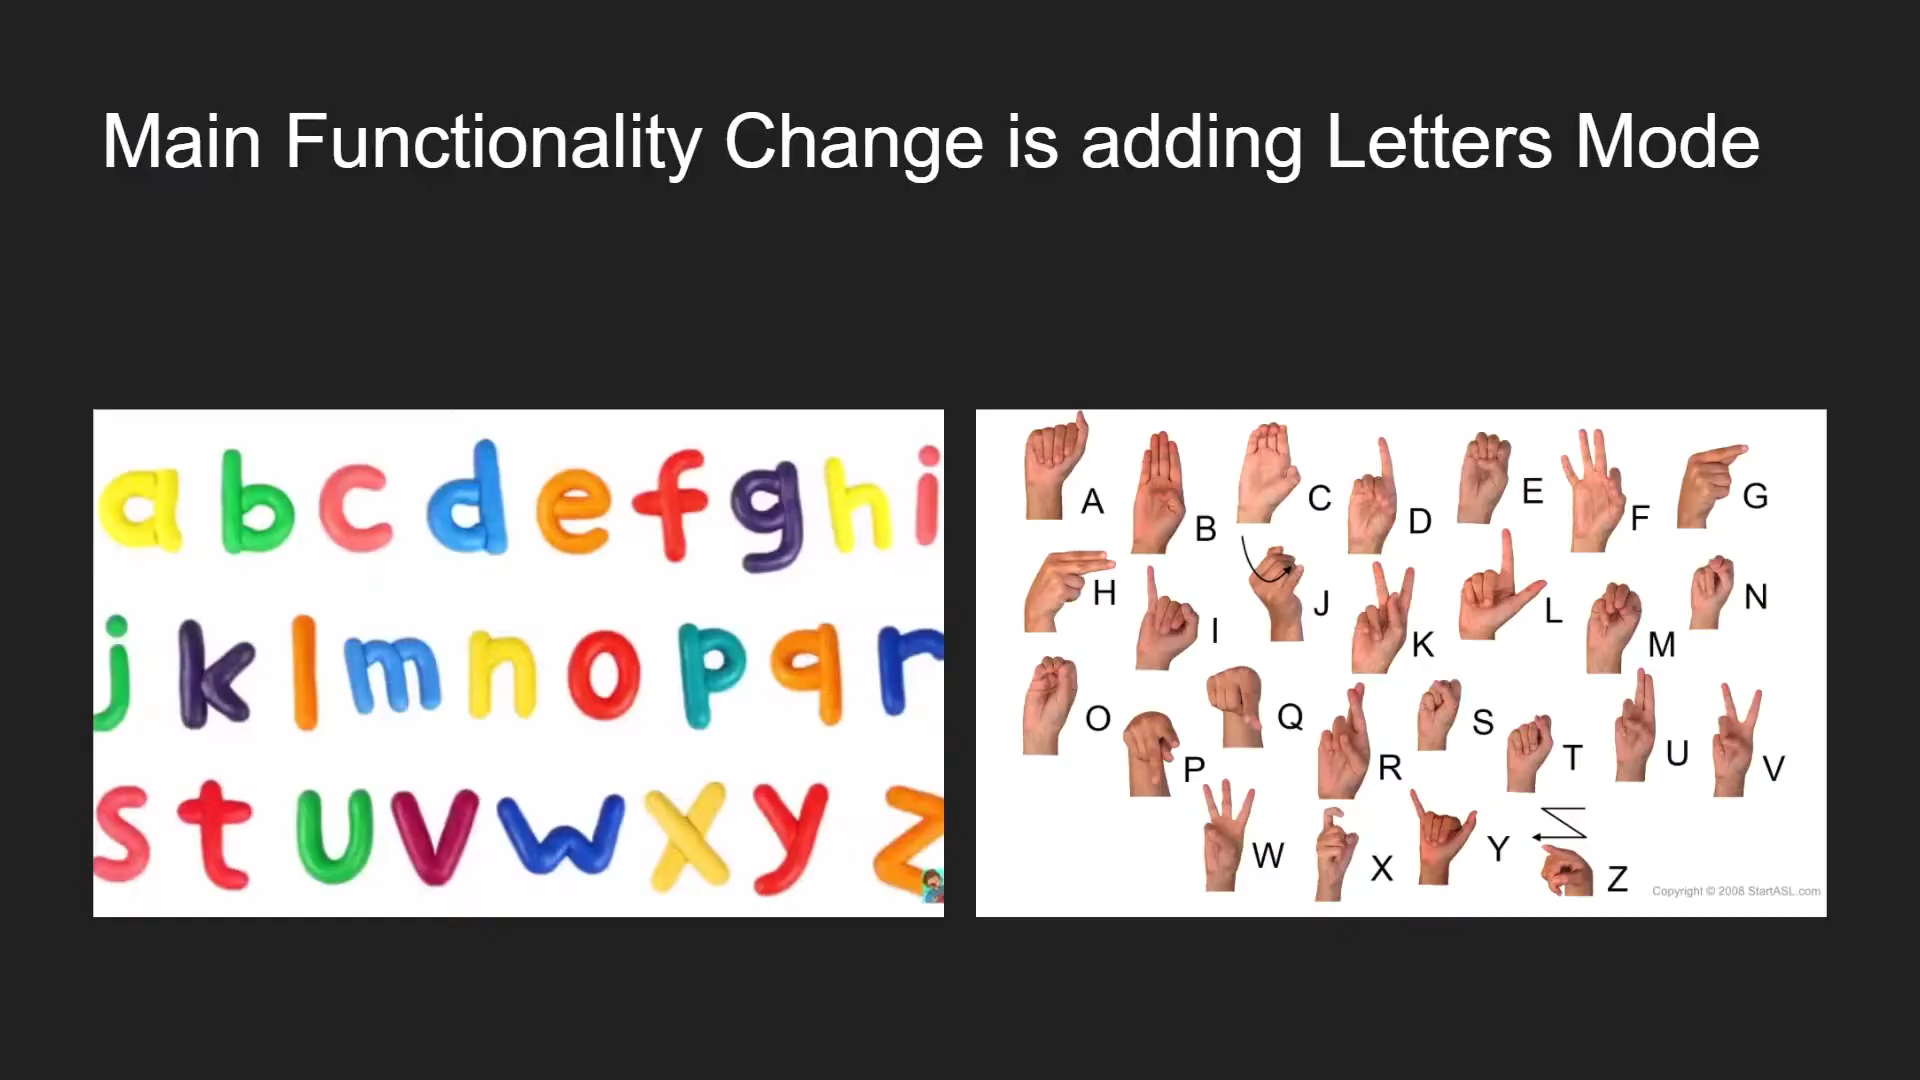 Main Functionality Change is adding Letters Mode
a b c d e f g h i
j k l m n o p q r
s t u v w x y z
A B C D E F G
H I J K L M N
O P Q R S T U V
W X Y Z
Copyright © 2008 StartASL.com